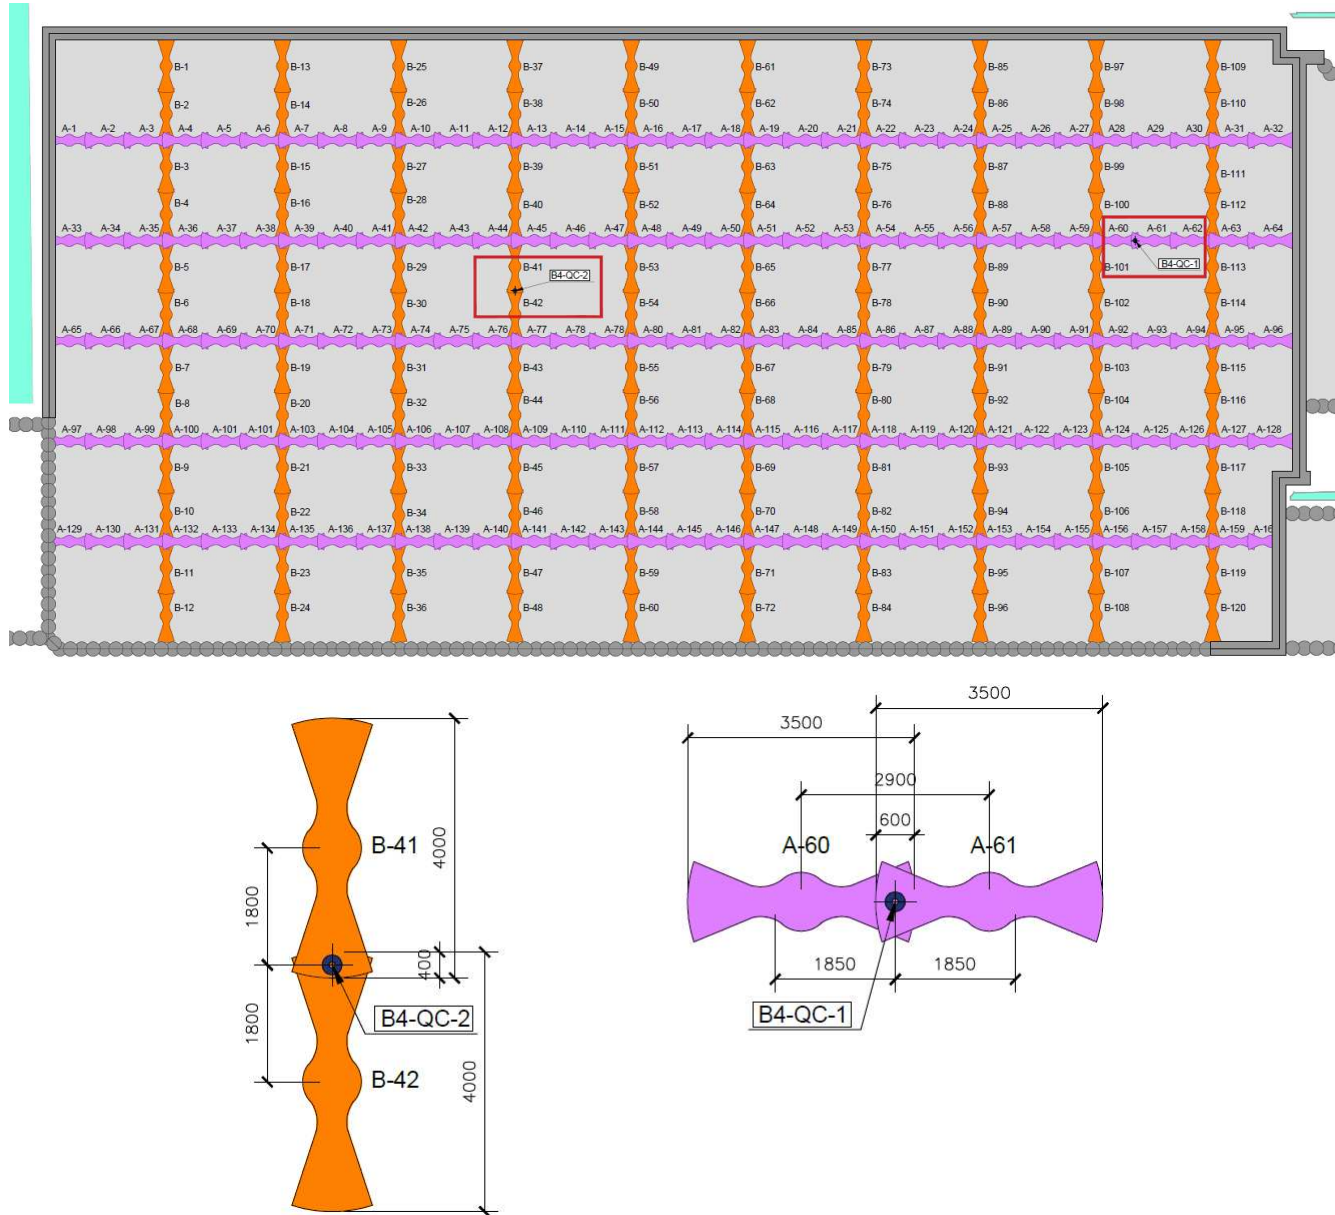 B-1 B-13 B-25 B-37 B-49 B-61 B-73 B-85 B-97 B-109
B-2 B-14 B-26 B-38 B-50 B-62 B-74 B-86 B-98 B-110
A-1 A-2 A-3 A-4 A-5 A-6 A-7 A-8 A-9 A-10 A-11 A-12 A-13 A-14 A-15 A-16 A-17 A-18 A-19 A-20 A-21 A-22 A-23 A-24 A-25 A-26 A-27 A28 A29 A30 A-31 A-32
B-3 B-15 B-27 B-39 B-51 B-63 B-75 B-87 B-99 B-111
B-4 B-16 B-28 B-40 B-52 B-64 B-76 B-88 B-100 B-112
A-33 A-34 A-35 A-36 A-37 A-38 A-39 A-40 A-41 A-42 A-43 A-44 A-45 A-46 A-47 A-48 A-49 A-50 A-51 A-52 A-53 A-54 A-55 A-56 A-57 A-58 A-59 A-60 A-61 A-62 A-63 A-64
B-5 B-17 B-29 B-41 B-53 B-65 B-77 B-89 B-101 B4-QC-1 B-113
B4-QC-2
B-6 B-18 B-30 B-42 B-54 B-66 B-78 B-90 B-102 B-114
A-65 A-66 A-67 A-68 A-69 A-70 A-71 A-72 A-73 A-74 A-75 A-76 A-77 A-78 A-78 A-80 A-81 A-82 A-83 A-84 A-85 A-86 A-87 A-88 A-89 A-90 A-91 A-92 A-93 A-94 A-95 A-96
B-7 B-19 B-31 B-43 B-55 B-67 B-79 B-91 B-103 B-115
B-8 B-20 B-32 B-44 B-56 B-68 B-80 B-92 B-104 B-116
A-97 A-98 A-99 A-100 A-101 A-101 A-103 A-104 A-105 A-106 A-107 A-108 A-109 A-110 A-111 A-112 A-113 A-114 A-115 A-116 A-117 A-118 A-119 A-120 A-121 A-122 A-123 A-124 A-125 A-126 A-127 A-128
B-9 B-21 B-33 B-45 B-57 B-69 B-81 B-93 B-105 B-117
B-10 B-22 B-34 B-46 B-58 B-70 B-82 B-94 B-106 B-118
A-129 A-130 A-131 A-132 A-133 A-134 A-135 A-136 A-137 A-138 A-139 A-140 A-141 A-142 A-143 A-144 A-145 A-146 A-147 A-148 A-149 A-150 A-151 A-152 A-153 A-154 A-155 A-156 A-157 A-158 A-159 A-16
B-11 B-23 B-35 B-47 B-59 B-71 B-83 B-95 B-107 B-119
B-12 B-24 B-36 B-48 B-60 B-72 B-84 B-96 B-108 B-120
B-41
4000
1800
400
1800
B4-QC-2
B-42
4000
3500
3500
2900
600
A-60 A-61
1850 1850
B4-QC-1